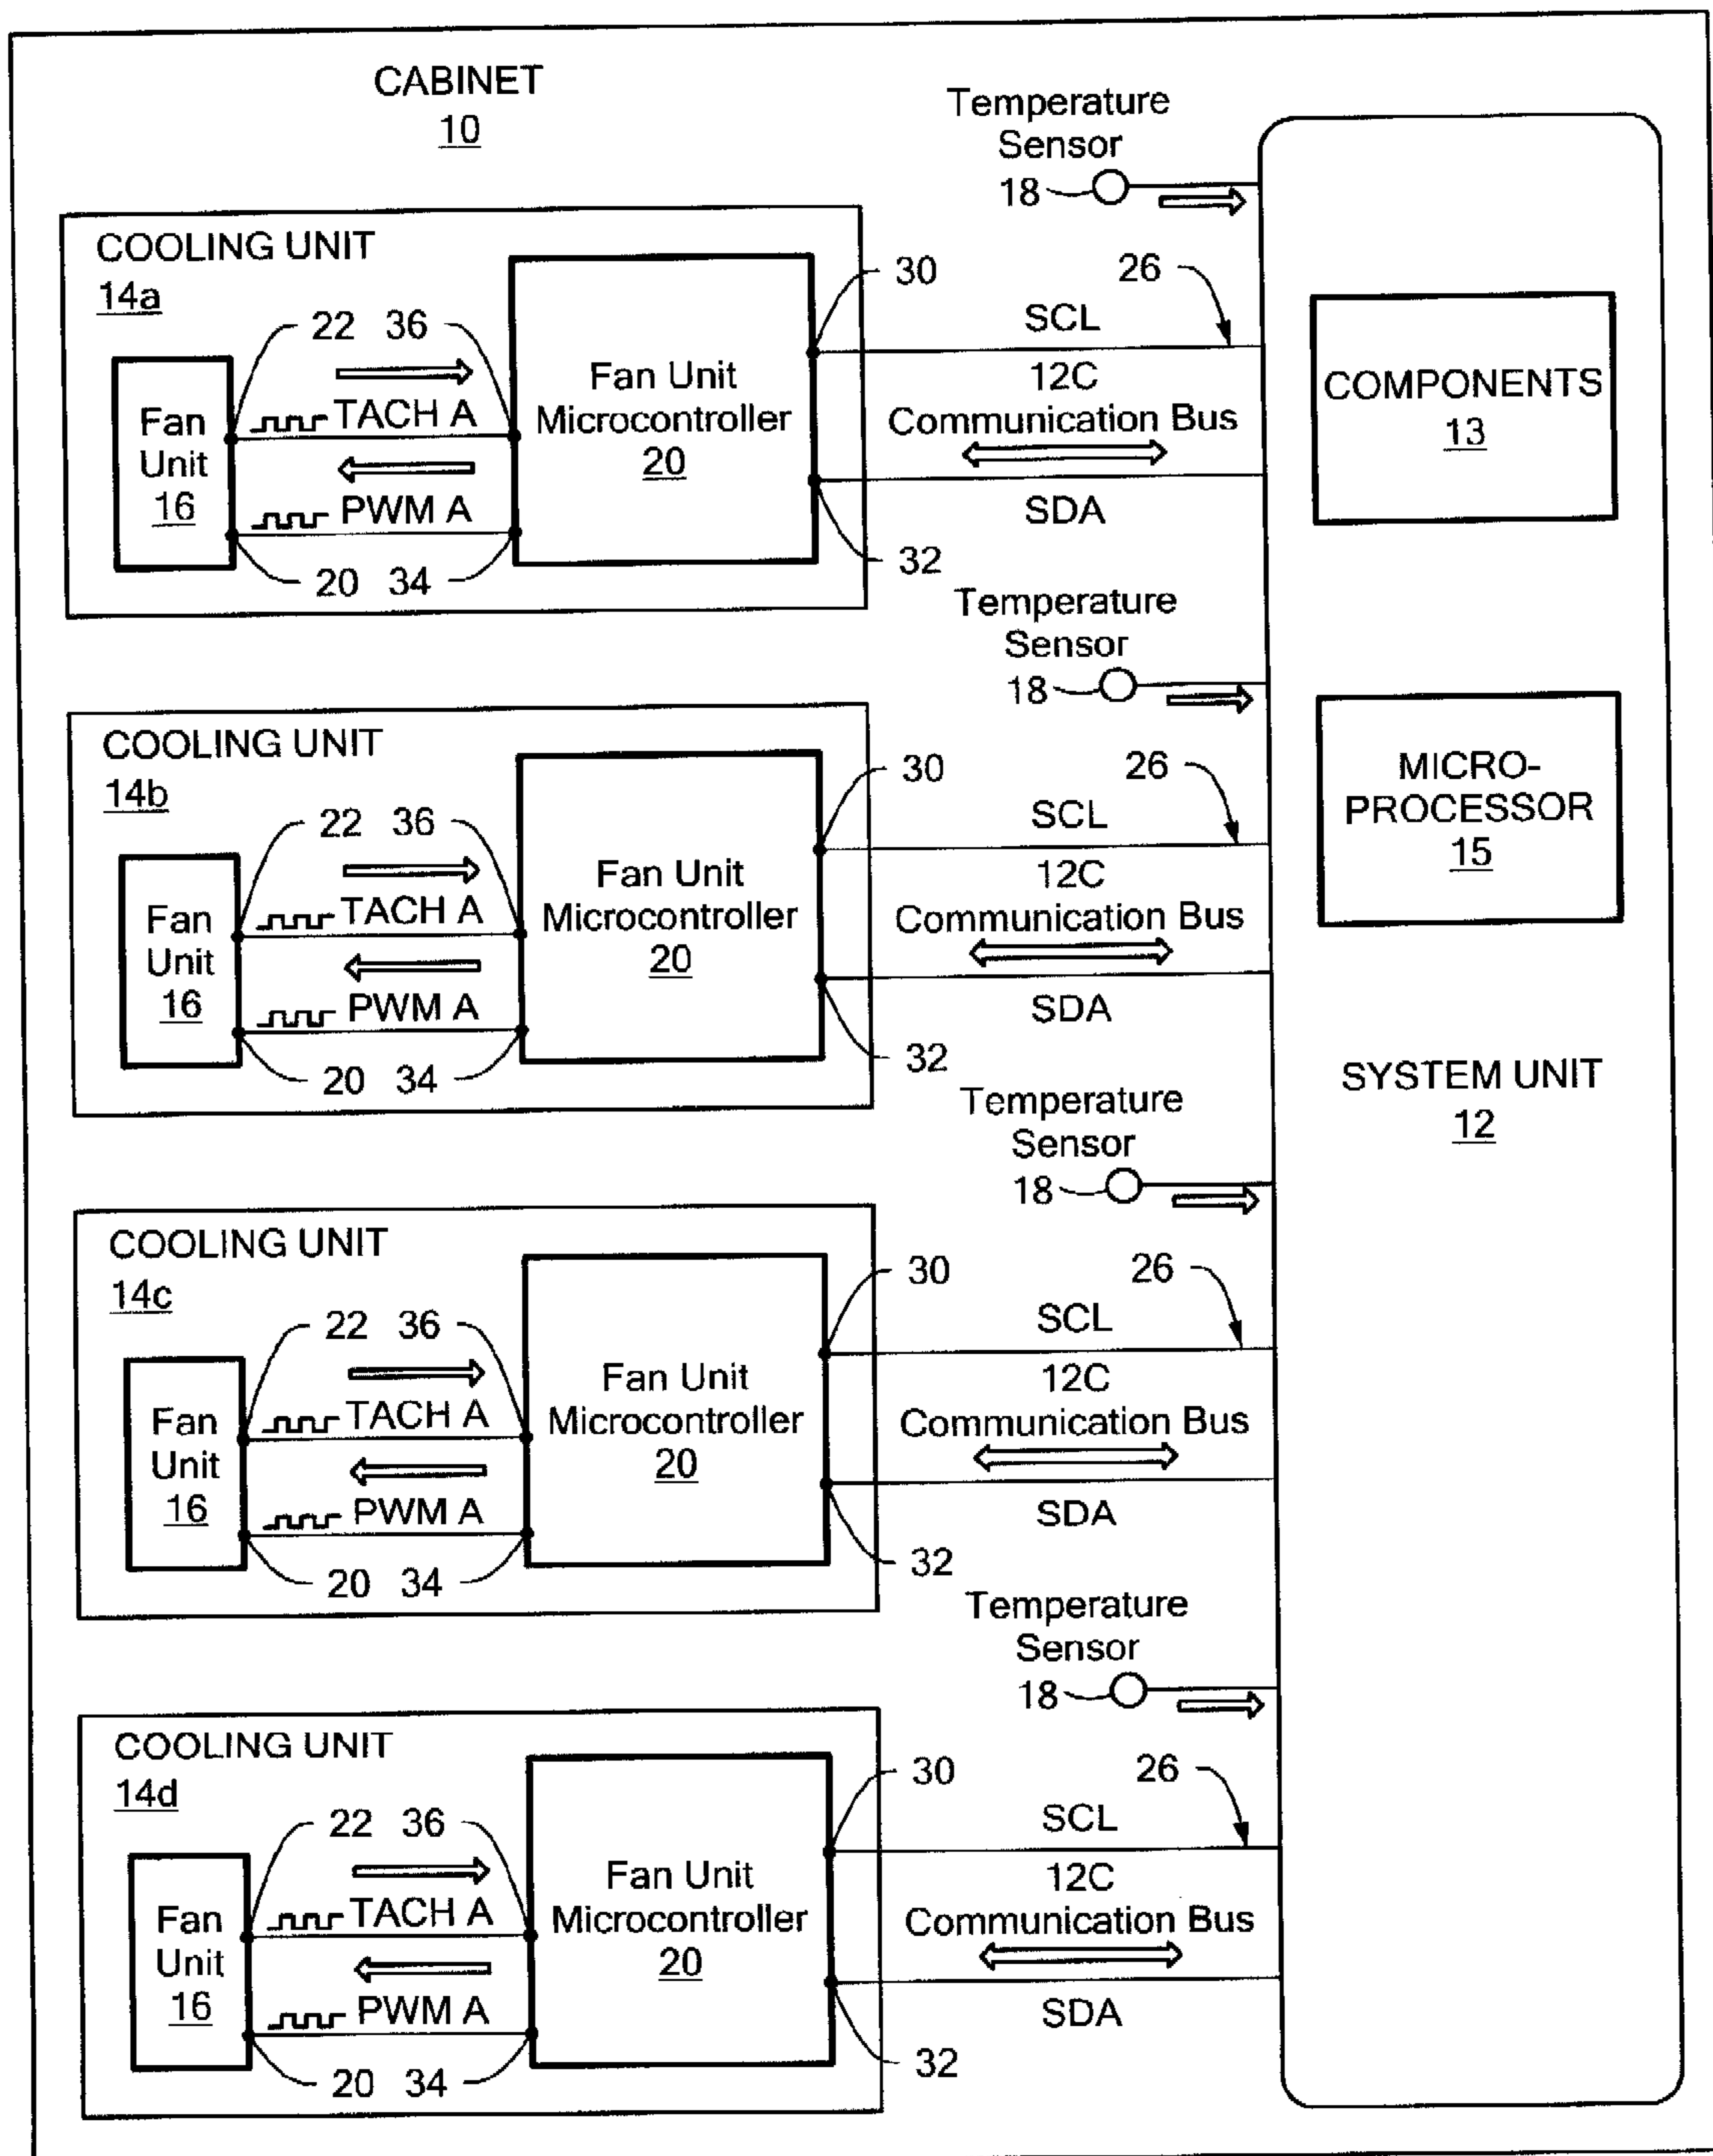 CABINET
10
Temperature
Sensor
18
COOLING UNIT
14a
22 36
Fan
Unit
16
TACH A
PWM A
20 34
Fan Unit
Microcontroller
20
30
26
SCL
12C
Communication Bus
SDA
32
COMPONENTS
13
Temperature
Sensor
18
COOLING UNIT
14b
22 36
Fan
Unit
16
TACH A
PWM A
20 34
Fan Unit
Microcontroller
20
30
26
SCL
12C
Communication Bus
SDA
32
MICRO-
PROCESSOR
15
SYSTEM UNIT
12
Temperature
Sensor
18
COOLING UNIT
14c
22 36
Fan
Unit
16
TACH A
PWM A
20 34
Fan Unit
Microcontroller
20
30
26
SCL
12C
Communication Bus
SDA
32
Temperature
Sensor
18
COOLING UNIT
14d
22 36
Fan
Unit
16
TACH A
PWM A
20 34
Fan Unit
Microcontroller
20
30
26
SCL
12C
Communication Bus
SDA
32